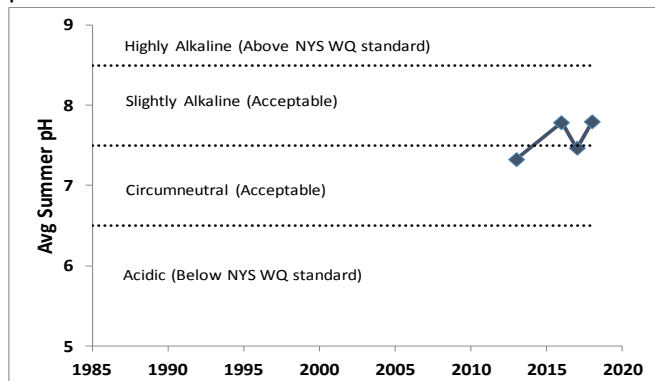 9
Highly Alkaline (Above NYS WQ standard)
8
Slightly Alkaline (Acceptable)
7
Circumneutral (Acceptable)
6
Acidic (Below NYS WQ standard)
5
Avg Summer pH
1985 1990 1995 2000 2005 2010 2015 2020